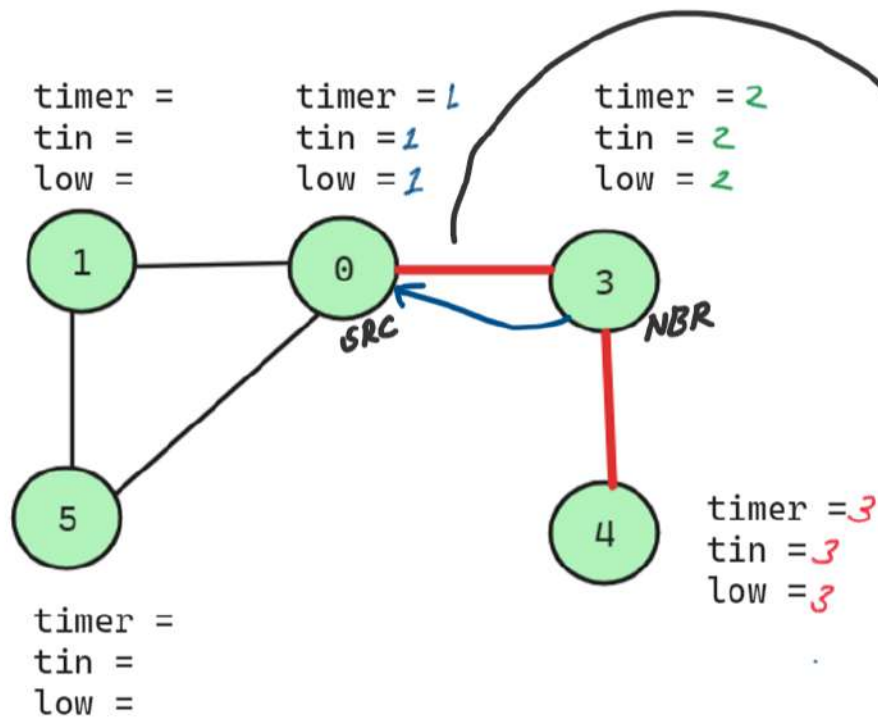 timer =
tin =
low =
timer = 1
tin = 1
low = 1
timer = 2
tin = 2
low = 2
1
0
3
SRC
NBR
5
4
timer = 3
tin = 3
low = 3
timer =
tin =
low =